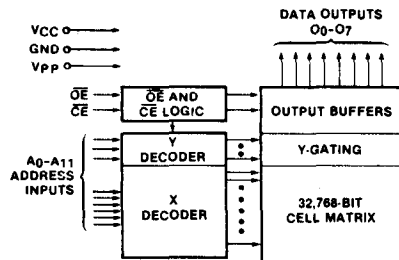 DATA OUTPUTS
O0-O7
VCC
GND
Vpp
OE
CE
OE AND
CE LOGIC
OUTPUT BUFFERS
A0-A11
ADDRESS
INPUTS
Y
DECODER
Y-GATING
X
DECODER
32,768-BIT
CELL MATRIX